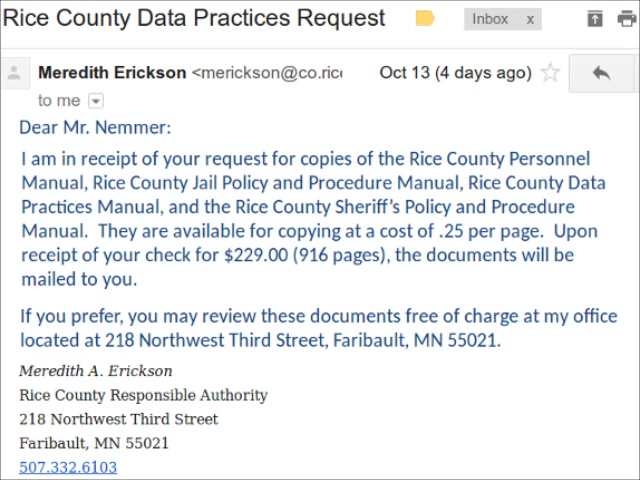 Rice County Data Practices Request
Inbox x
Meredith Erickson <merickson@co.ric
Oct 13 (4 days ago)
to me
Dear Mr. Nemmer:
I am in receipt of your request for copies of the Rice County Personnel
Manual, Rice County Jail Policy and Procedure Manual, Rice County Data
Practices Manual, and the Rice County Sheriff's Policy and Procedure
Manual.  They are available for copying at a cost of .25 per page.  Upon
receipt of your check for $229.00 (916 pages), the documents will be
mailed to you.
If you prefer, you may review these documents free of charge at my office
located at 218 Northwest Third Street, Faribault, MN 55021.
Meredith A. Erickson
Rice County Responsible Authority
218 Northwest Third Street
Faribault, MN 55021
507.332.6103